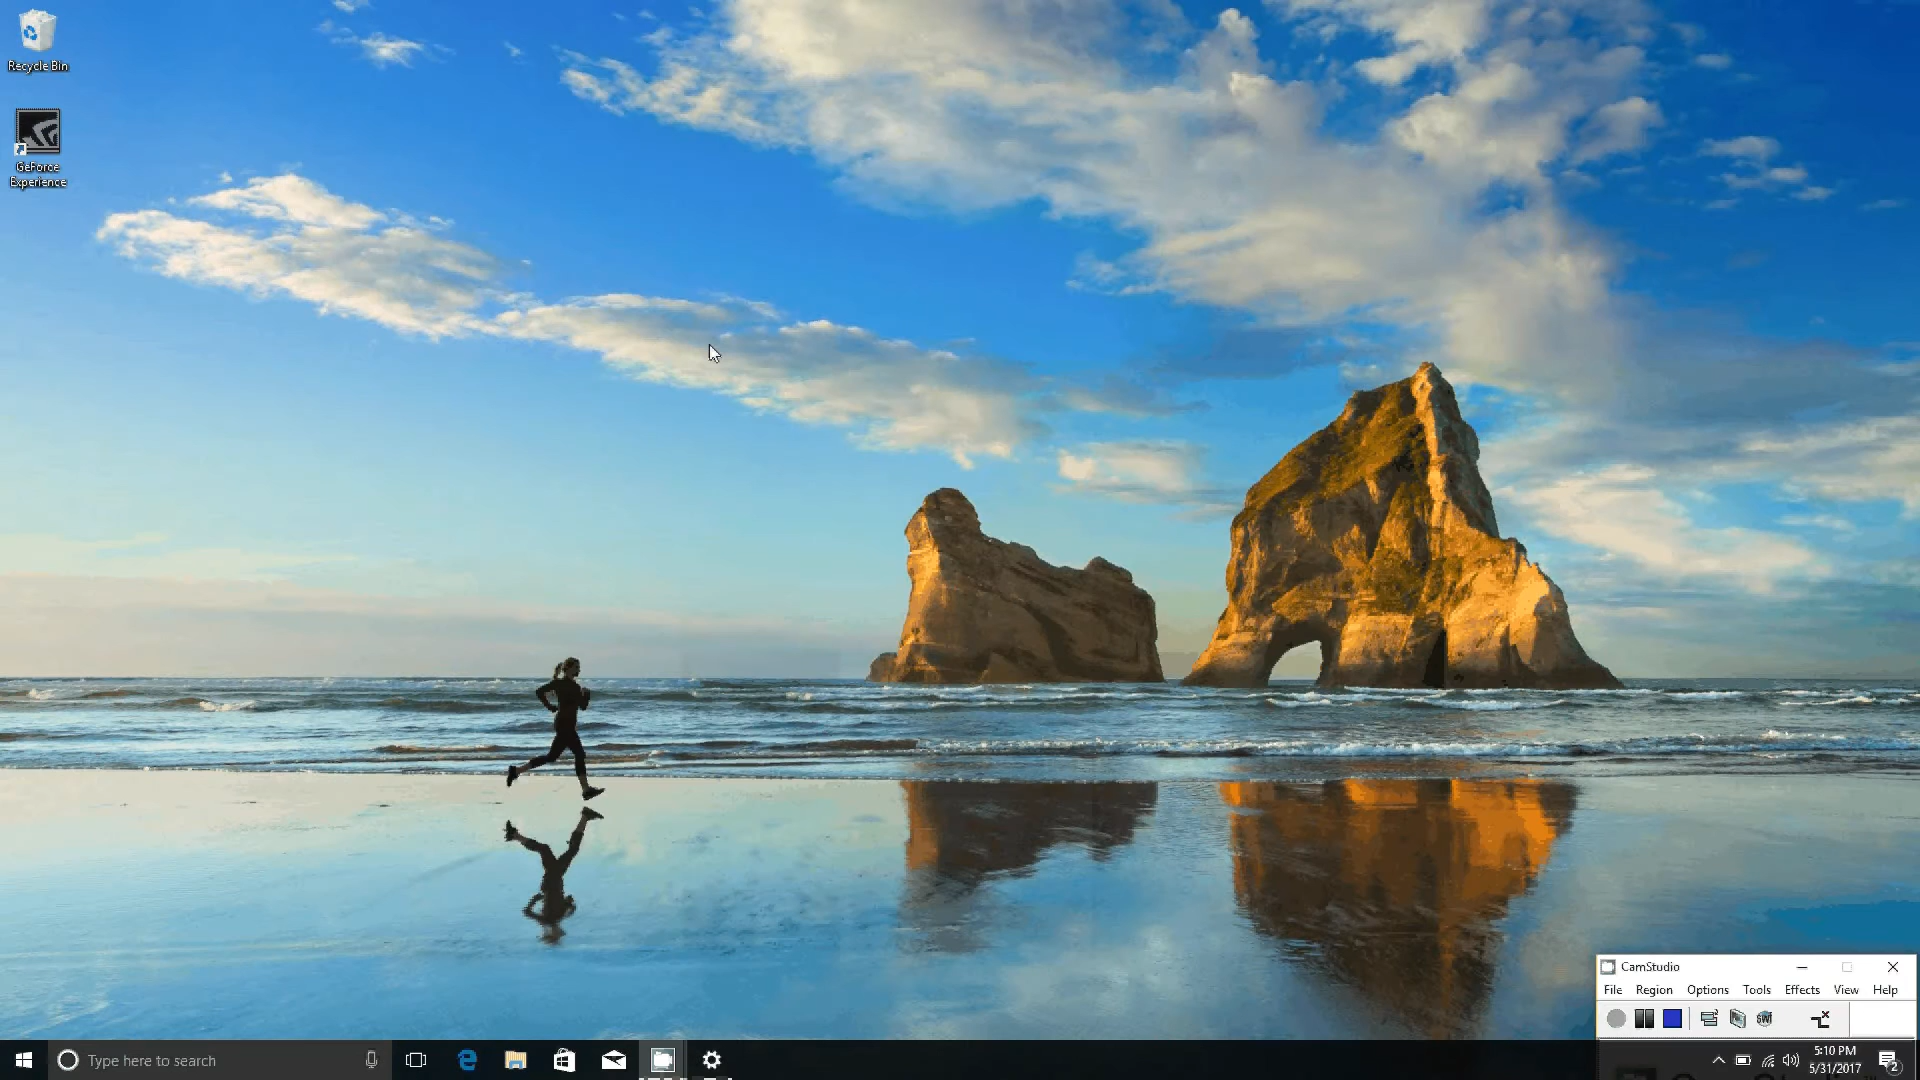 Recycle Bin
GeForce
Experience
CamStudio
File Region Options Tools Effects View Help
Type here to search
5:10 PM
5/31/2017
2